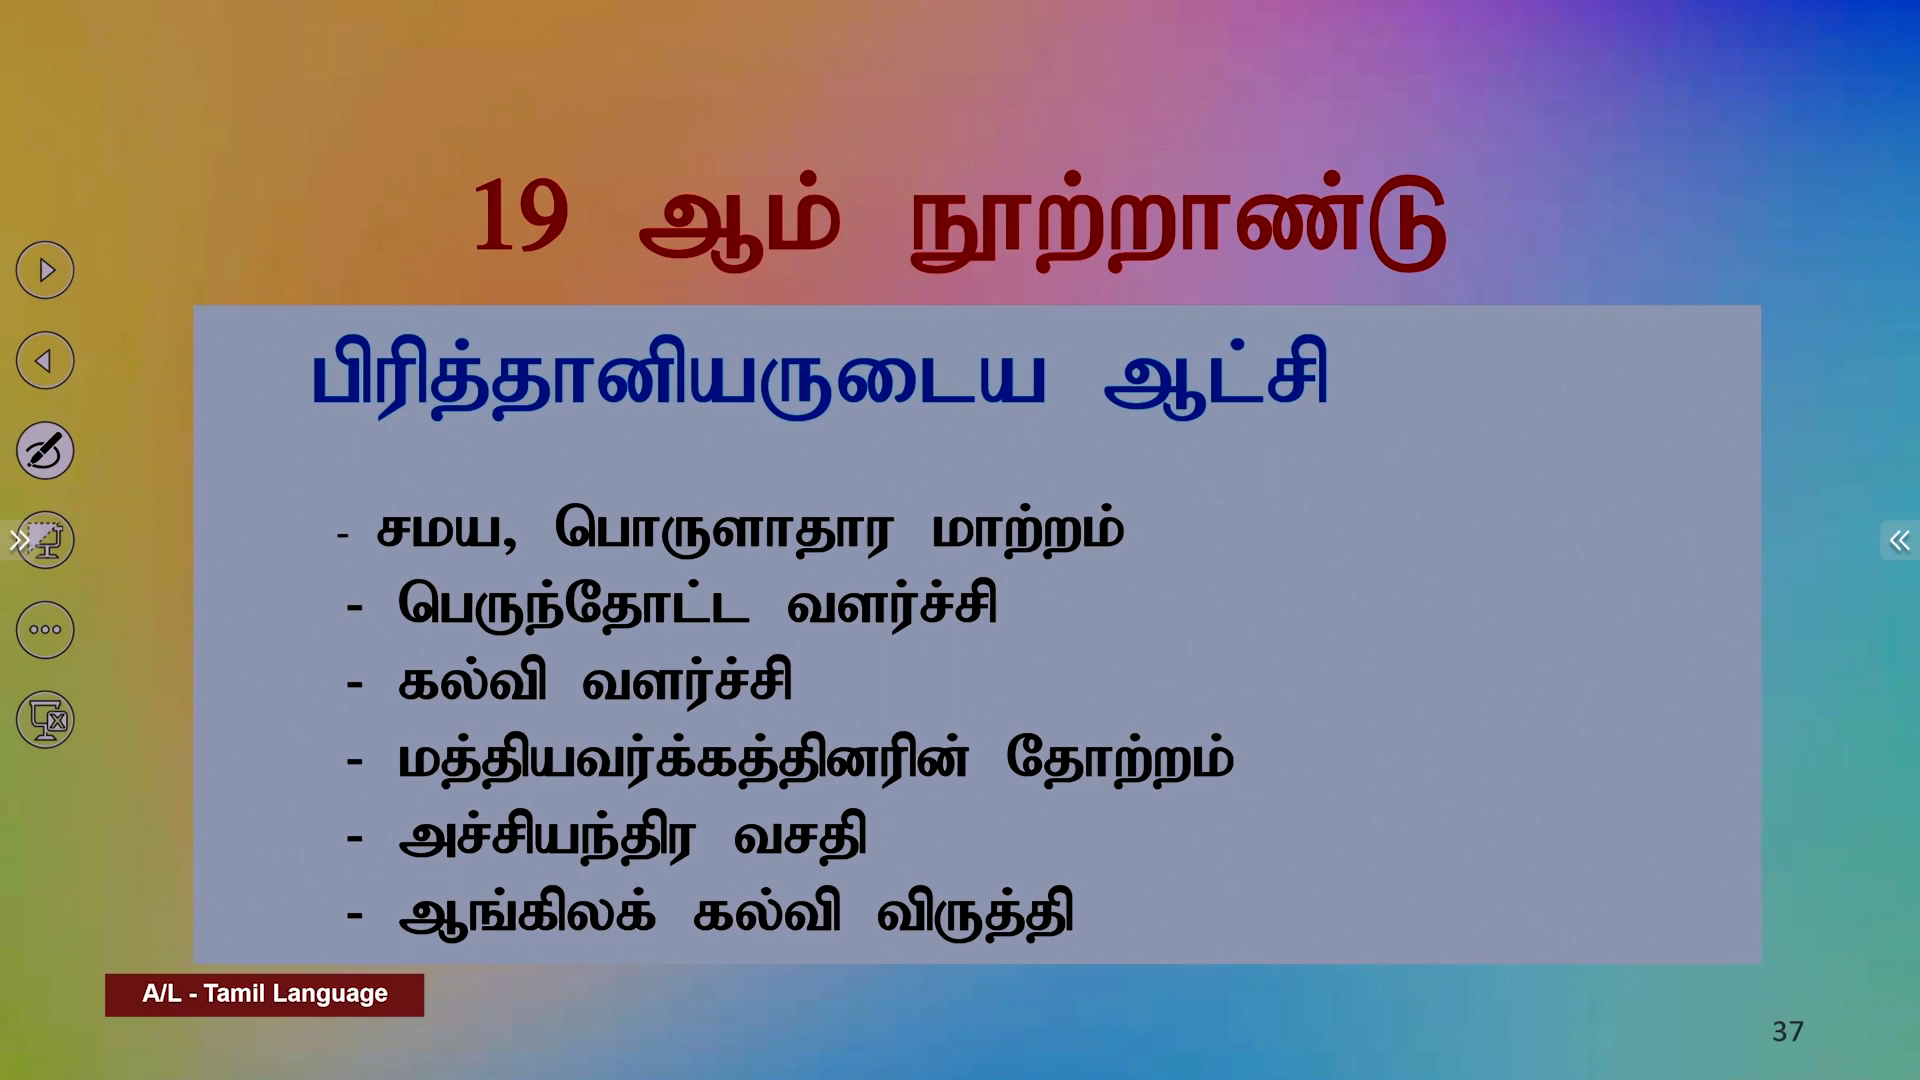 19 ஆம் நூற்றாண்டு
பிரித்தானியருடைய ஆட்சி
- சமய, பொருளாதார மாற்றம்
- பெருந்தோட்ட வளர்ச்சி
- கல்வி வளர்ச்சி
- மத்தியவர்க்கத்தினரின் தோற்றம்
- அச்சியந்திர வசதி
- ஆங்கிலக் கல்வி விருத்தி
A/L - Tamil Language
37